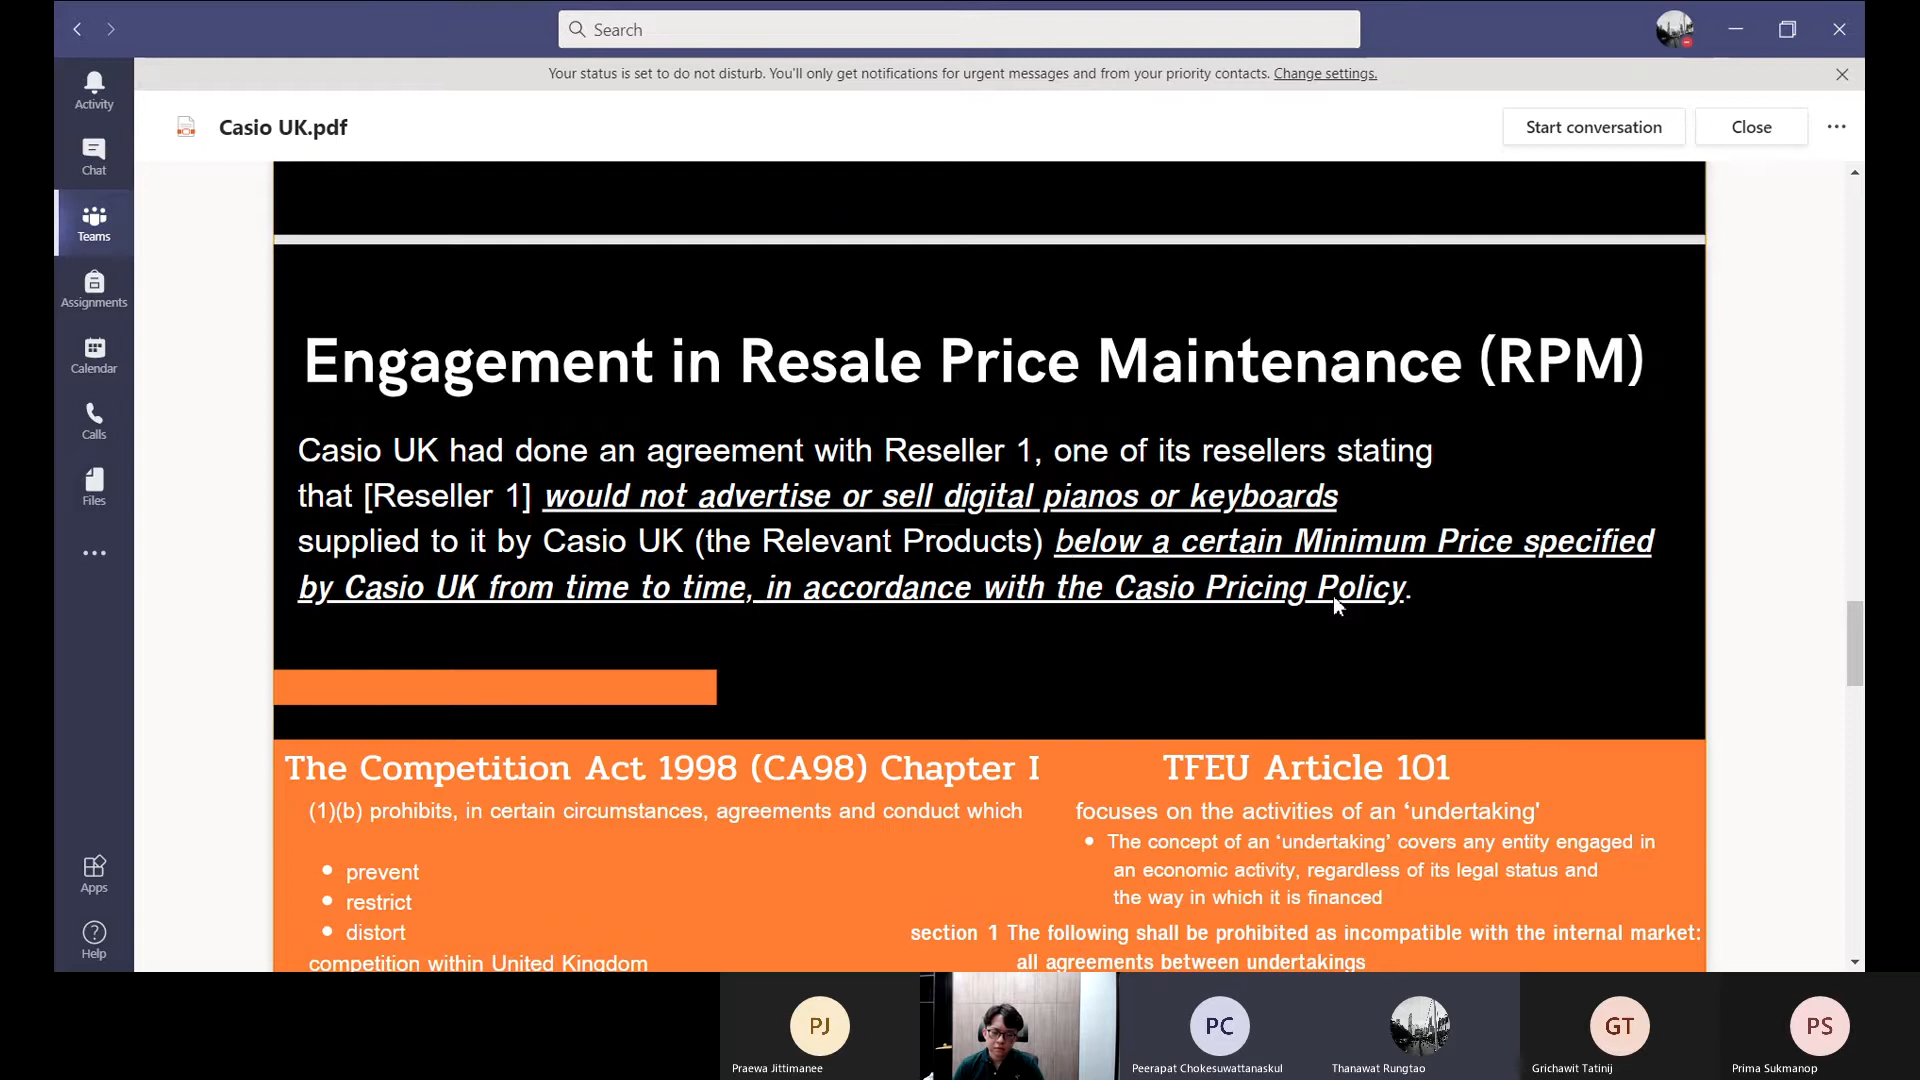 Search
Your status is set to do not disturb. You'll only get notifications for urgent messages and from your priority contacts. Change settings.
Activity
Chat
Teams
Assignments
Calendar
Calls
Files
Apps
Help
Casio UK.pdf
Start conversation
Close
Engagement in Resale Price Maintenance (RPM)
Casio UK had done an agreement with Reseller 1, one of its resellers stating
that [Reseller 1] would not advertise or sell digital pianos or keyboards
supplied to it by Casio UK (the Relevant Products) below a certain Minimum Price specified
by Casio UK from time to time, in accordance with the Casio Pricing Policy.
The Competition Act 1998 (CA98) Chapter I
(1)(b) prohibits, in certain circumstances, agreements and conduct which
• prevent
• restrict
• distort
competition within United Kingdom
TFEU Article 101
focuses on the activities of an ‘undertaking'
• The concept of an ‘undertaking’ covers any entity engaged in
an economic activity, regardless of its legal status and
the way in which it is financed
section 1 The following shall be prohibited as incompatible with the internal market:
all agreements between undertakings
PJ
Praewa Jittimanee
PC
Peerapat Chokesuwattanaskul
Thanawat Rungtao
GT
Grichawit Tatinij
PS
Prima Sukmanop